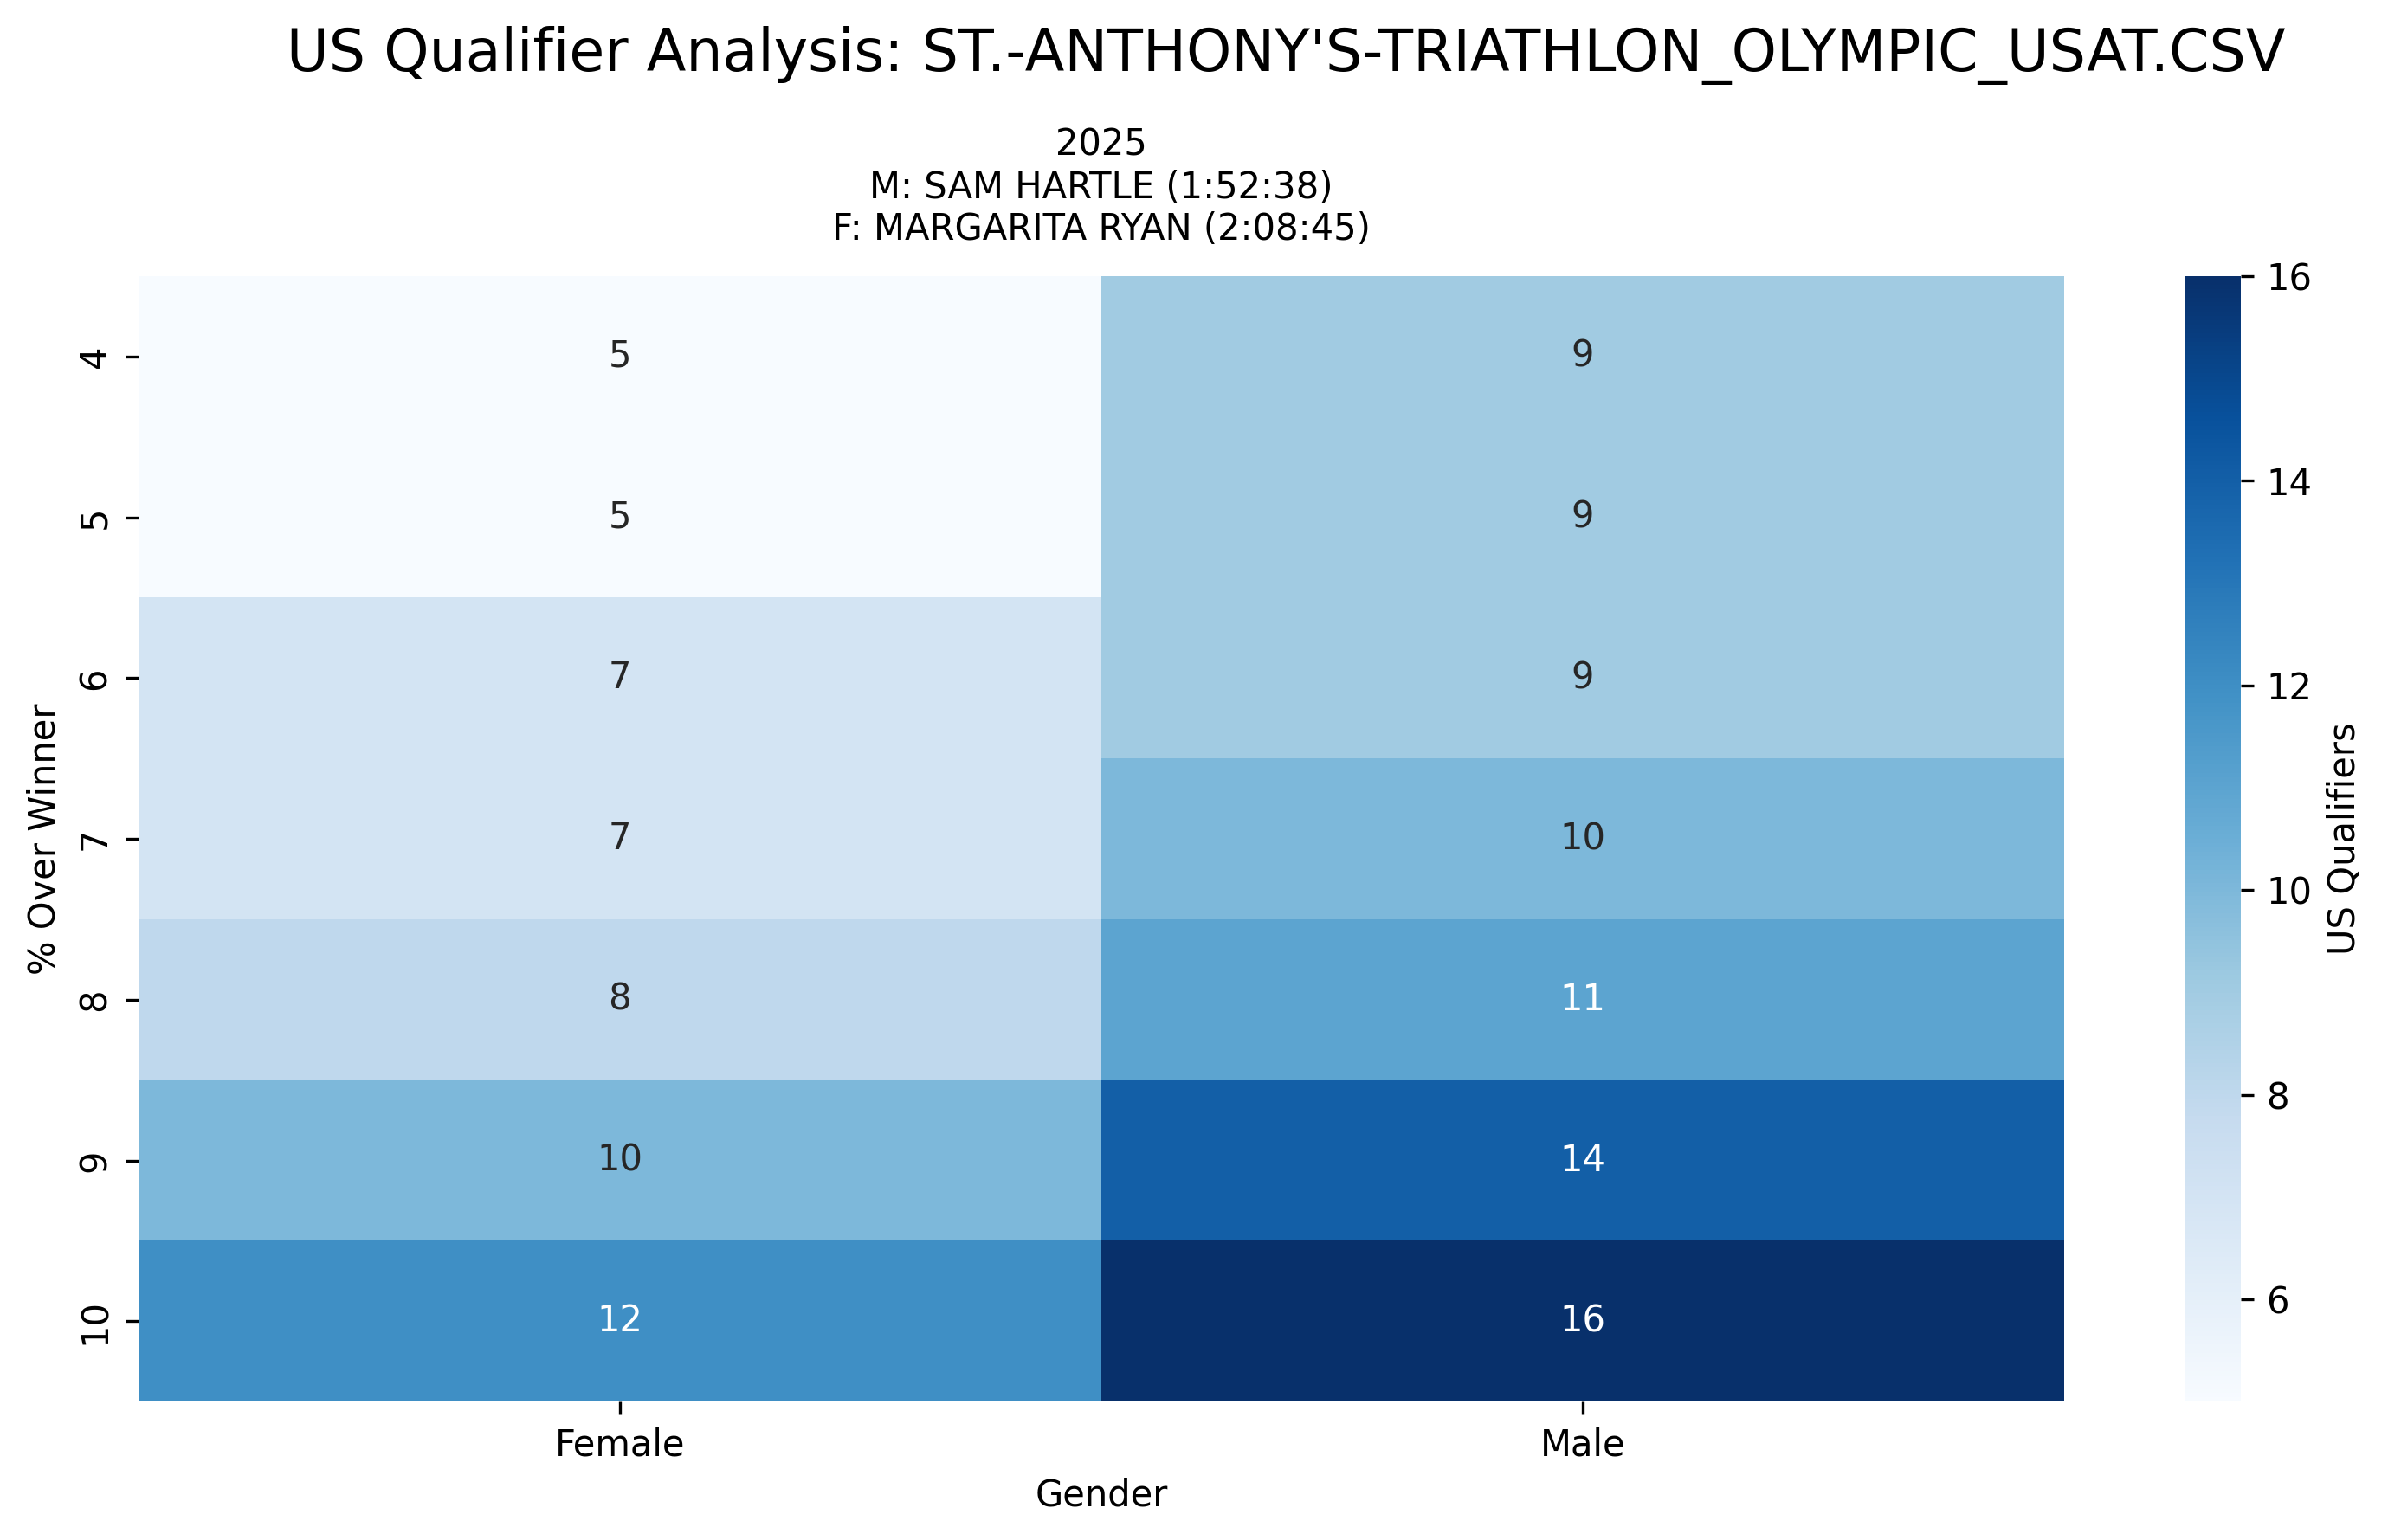 US Qualifier Analysis: ST.-ANTHONY'S-TRIATHLON_OLYMPIC_USAT.CSV
2025
M: SAM HARTLE (1:52:38)
F: MARGARITA RYAN (2:08:45)
% Over Winner
4 5 9
5 5 9
6 7 9
7 7 10
8 8 11
9 10 14
10 12 16
Female Male
Gender
16
14
12
10
8
6
US Qualifiers